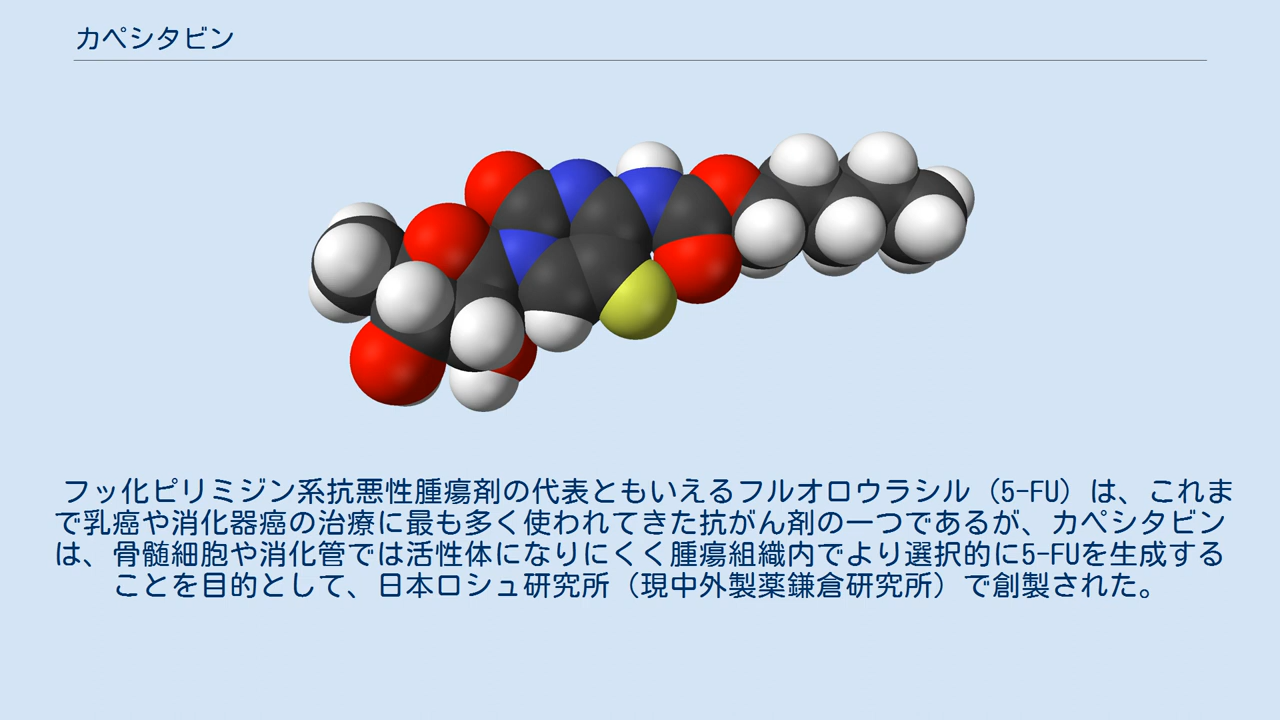 カペシタビン
フッ化ピリミジン系抗悪性腫瘍剤の代表ともいえるフルオロウラシル（5-FU）は、これま
で乳癌や消化器癌の治療に最も多く使われてきた抗がん剤の一つであるが、カペシタビン
は、骨髄細胞や消化管では活性体になりにくく腫瘍組織内でより選択的に5-FUを生成する
ことを目的として、日本ロシュ研究所（現中外製薬鎌倉研究所）で創製された。